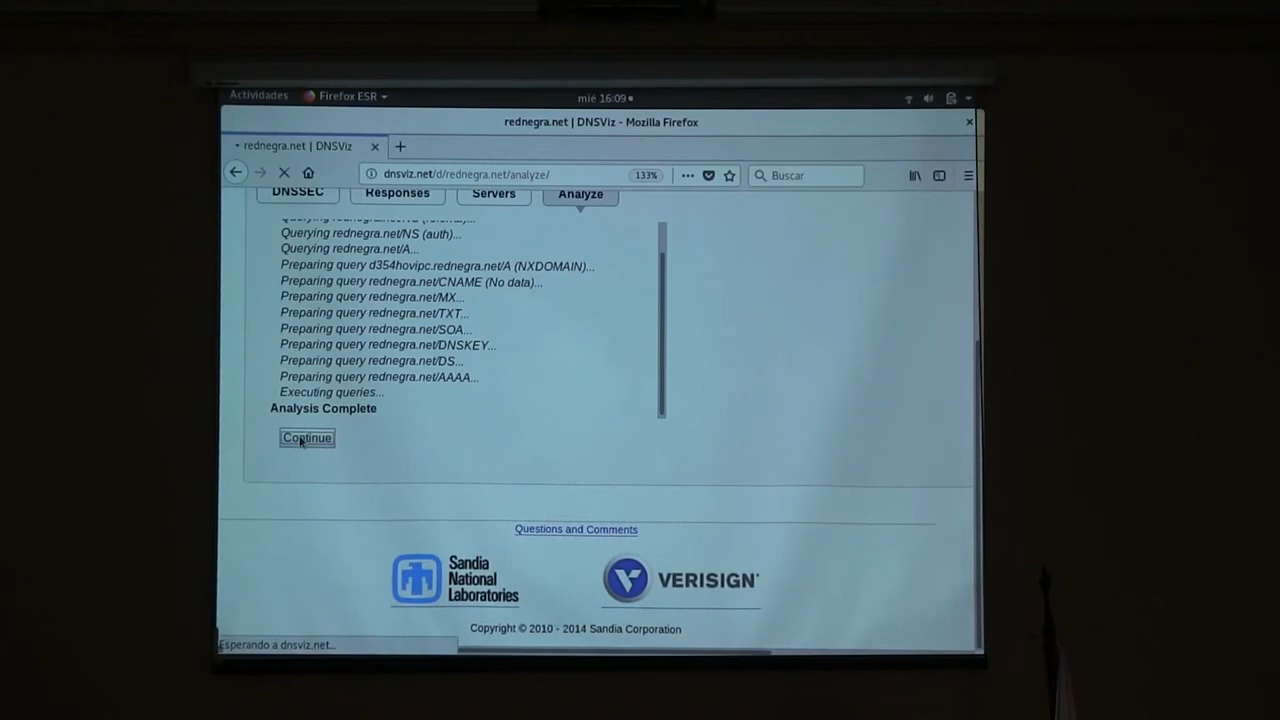 Actividades Firefox ESR mié 16:09
rednegra.net | DNSViz - Mozilla Firefox
rednegra.net | DNSViz
dnsviz.net/d/rednegra.net/analyze/ 133% Buscar
DNSSEC Responses Servers Analyze
Querying rednegra.net/NS (referral)...
Querying rednegra.net/NS (auth)...
Querying rednegra.net/A...
Preparing query d354hovipc.rednegra.net/A (NXDOMAIN)...
Preparing query rednegra.net/CNAME (No data)...
Preparing query rednegra.net/MX...
Preparing query rednegra.net/TXT...
Preparing query rednegra.net/SOA...
Preparing query rednegra.net/DNSKEY...
Preparing query rednegra.net/DS...
Preparing query rednegra.net/AAAA...
Executing queries...
Analysis Complete
Continue
Questions and Comments
Sandia
National
Laboratories
VERISIGN
Copyright © 2010 - 2014 Sandia Corporation
Esperando a dnsviz.net...